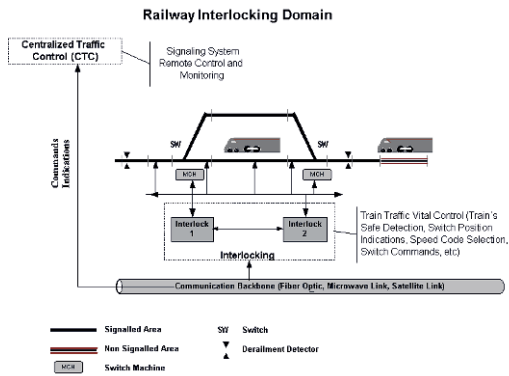 Railway Interlocking Domain
Centralized Traffic
Control (CTC)
Signaling System
Remote Control and
Monitoring
Commands
Indications
SW
SW
MCH
MCH
Interlock
1
Interlock
2
Interlocking
Train Traffic Vital Control (Train´s
Safe Detection, Switch Position
Indications, Speed Code Selection,
Switch Commands, etc)
Communication Backbone (Fiber Optic, Microwave Link, Satellite Link)
Signalled Area
SW Switch
Non Signalled Area
Derailment Detector
MCH
Switch Machine